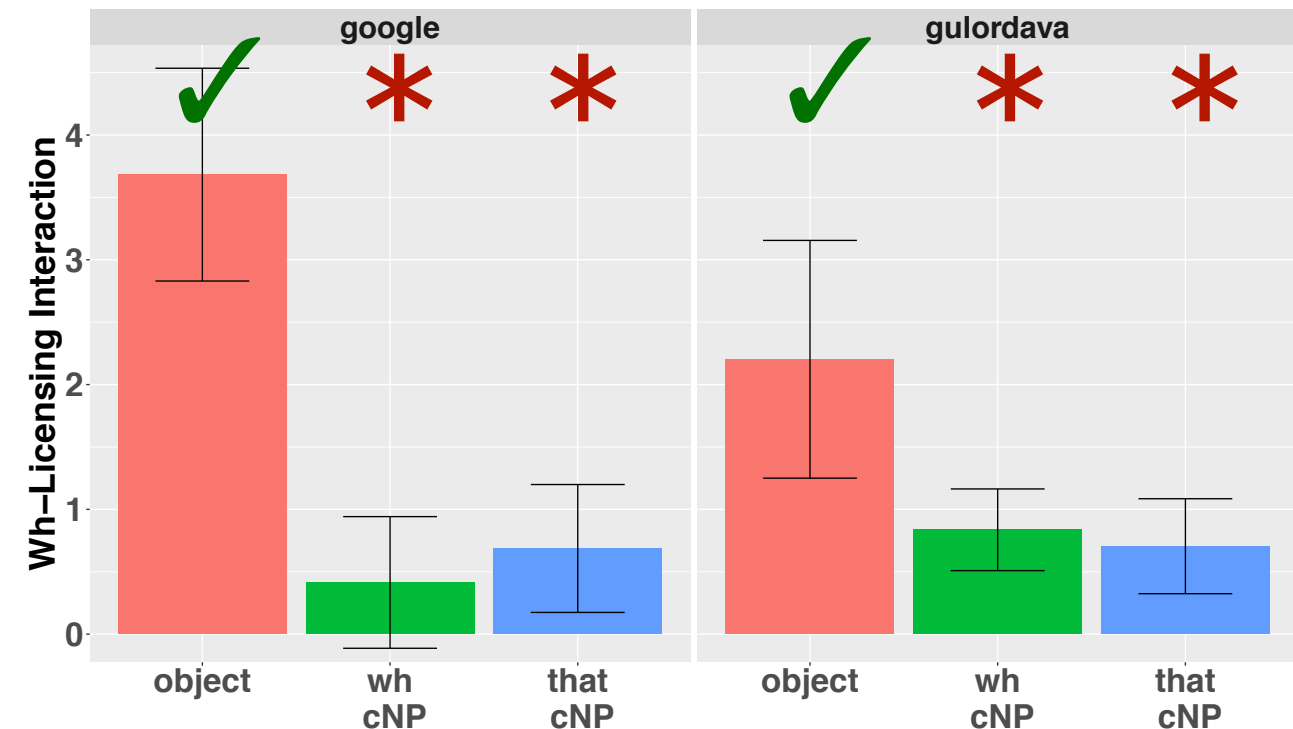 google
gulordava
✓ * *
✓ * *
Wh−Licensing Interaction
4
3
2
1
0
object
wh
cNP
that
cNP
object
wh
cNP
that
cNP